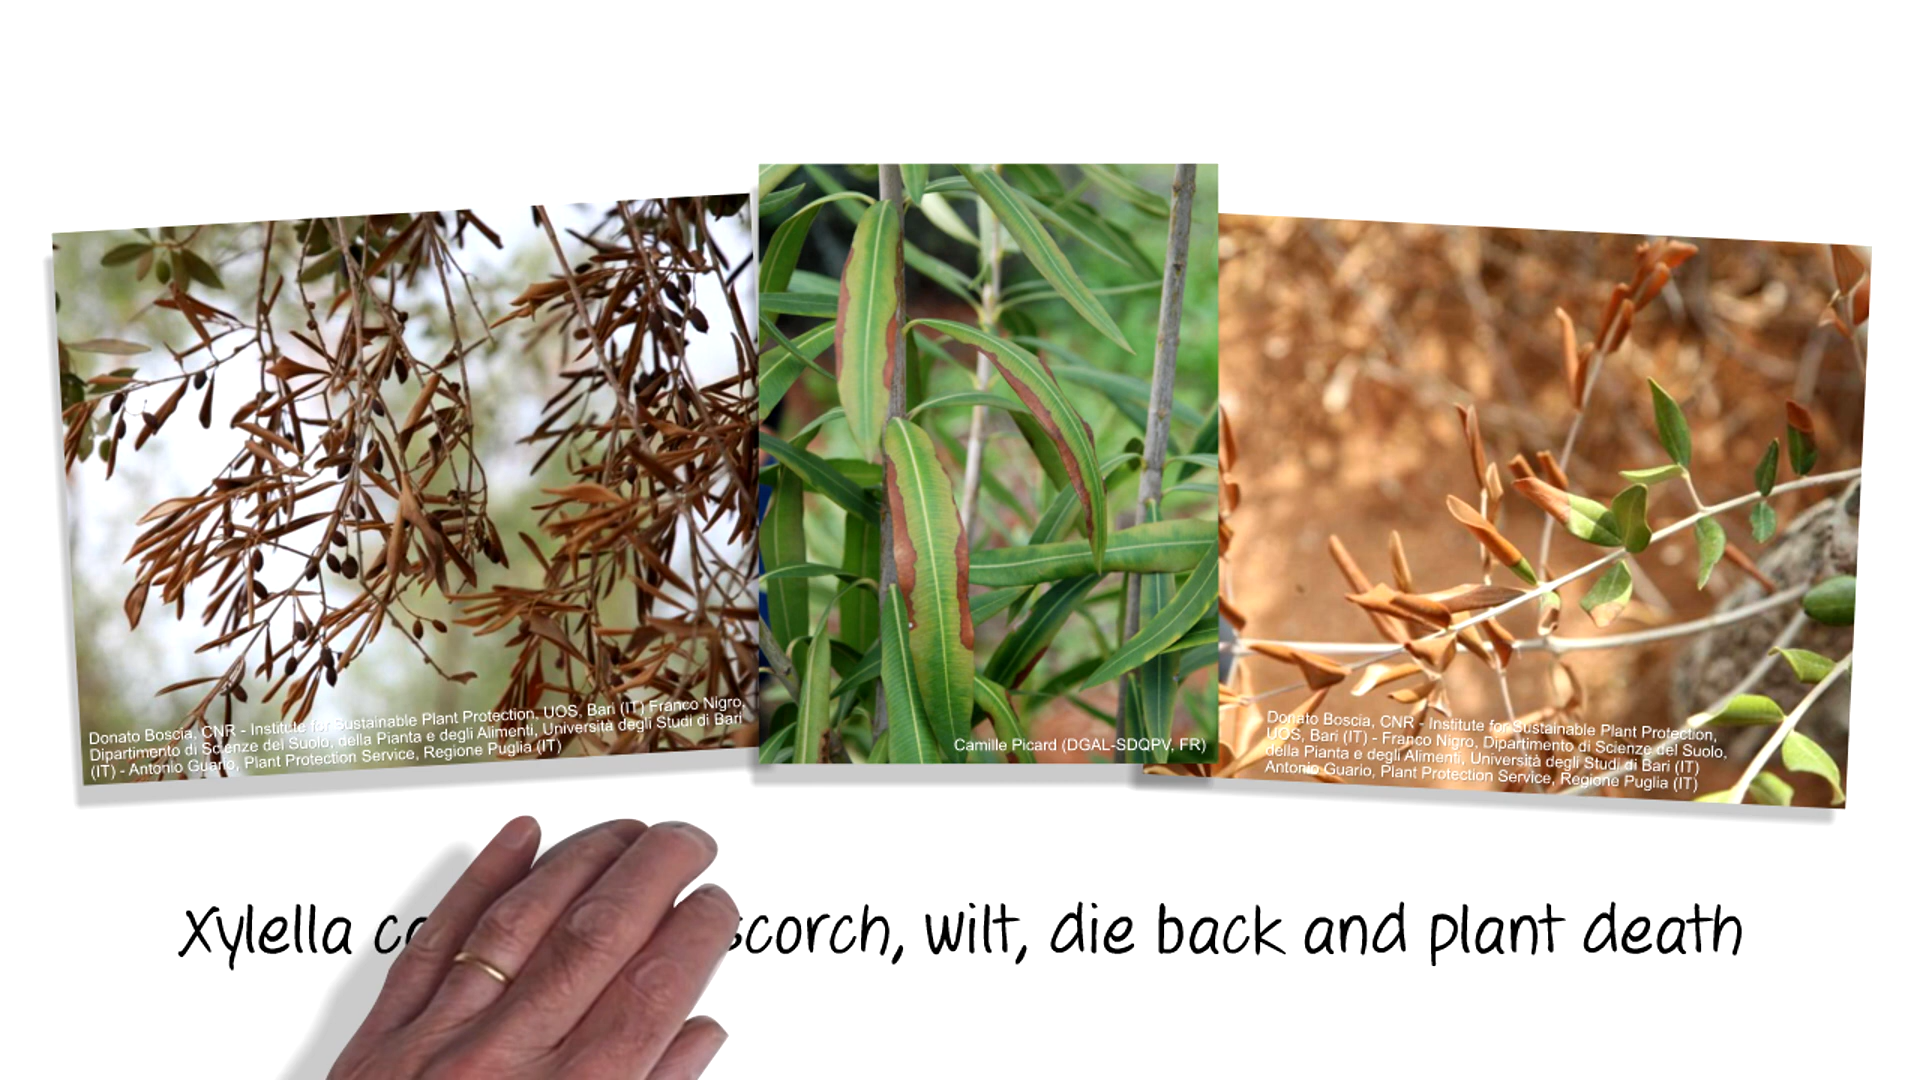 Donato Boscia, CNR - Institute for Sustainable Plant Protection, UOS, Bari (IT) Franco Nigro,
Dipartimento di Scienze del Suolo, della Pianta e degli Alimenti, Università degli Studi di Bari
(IT) - Antonio Guario, Plant Protection Service, Regione Puglia (IT)
Camille Picard (DGAL-SDQPV, FR)
Donato Boscia, CNR - Institute for Sustainable Plant Protection,
UOS, Bari (IT) - Franco Nigro, Dipartimento di Scienze del Suolo,
della Pianta e degli Alimenti, Università degli Studi di Bari (IT)
Antonio Guario, Plant Protection Service, Regione Puglia (IT)
Xylella scorch, wilt, die back and plant death